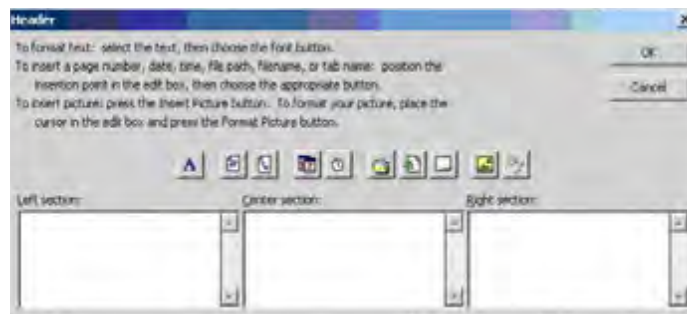 Header
To format text: select the text, then choose the font button.
To insert a page number, date, time, file path, filename, or tab name: position the
insertion point in the edit box, then choose the appropriate button.
To insert picture: press the Insert Picture button. To format your picture, place the
cursor in the edit box and press the Format Picture button.
OK
Cancel
A
Left section:
Center section:
Right section: